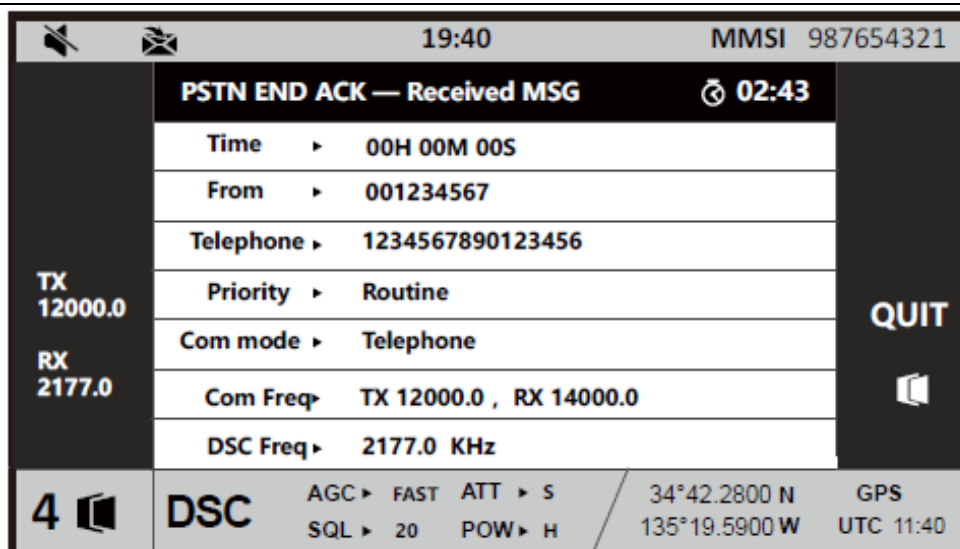 19:40 MMSI 987654321
PSTN END ACK — Received MSG 02:43
Time ▸ 00H 00M 00S
From ▸ 001234567
Telephone ▸ 1234567890123456
Priority ▸ Routine
Com mode ▸ Telephone
Com Freq▸ TX 12000.0 , RX 14000.0
DSC Freq ▸ 2177.0 KHz
TX
12000.0
RX
2177.0
QUIT
4 DSC
AGC ▸ FAST ATT ▸ S
SQL ▸ 20 POW ▸ H
34°42.2800 N
135°19.5900 W
GPS
UTC 11:40